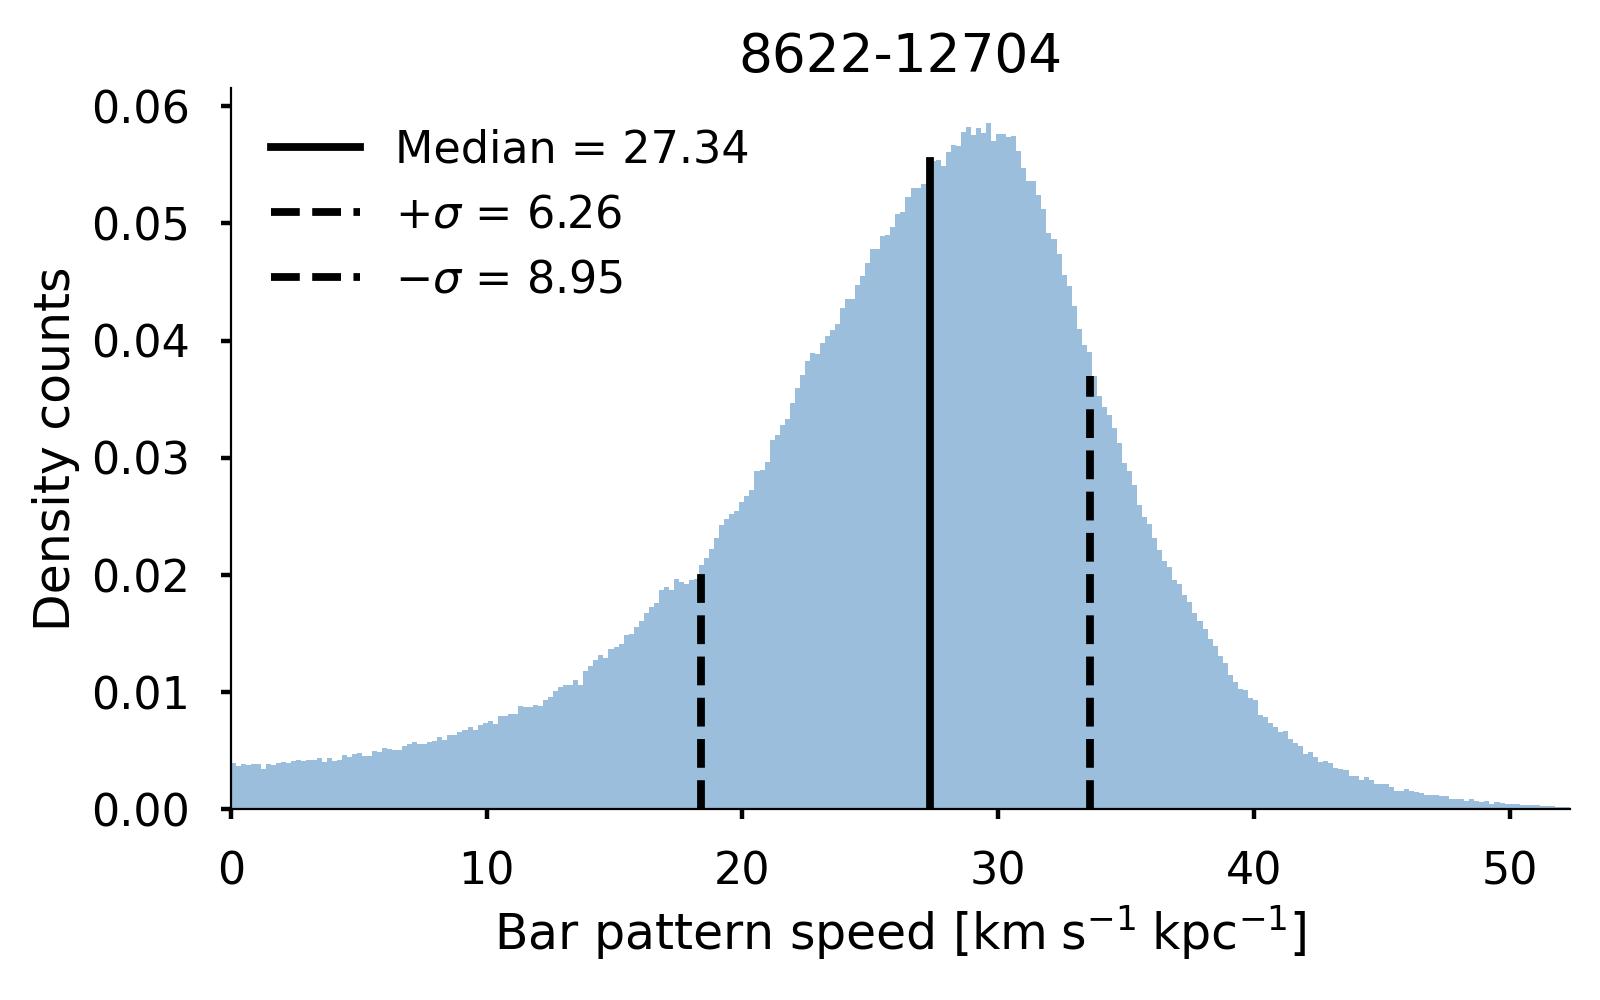 8622-12704
Median = 27.34
+σ = 6.26
−σ = 8.95
Density counts
0.06
0.05
0.04
0.03
0.02
0.01
0.00
0 10 20 30 40 50
Bar pattern speed [km s⁻¹ kpc⁻¹]